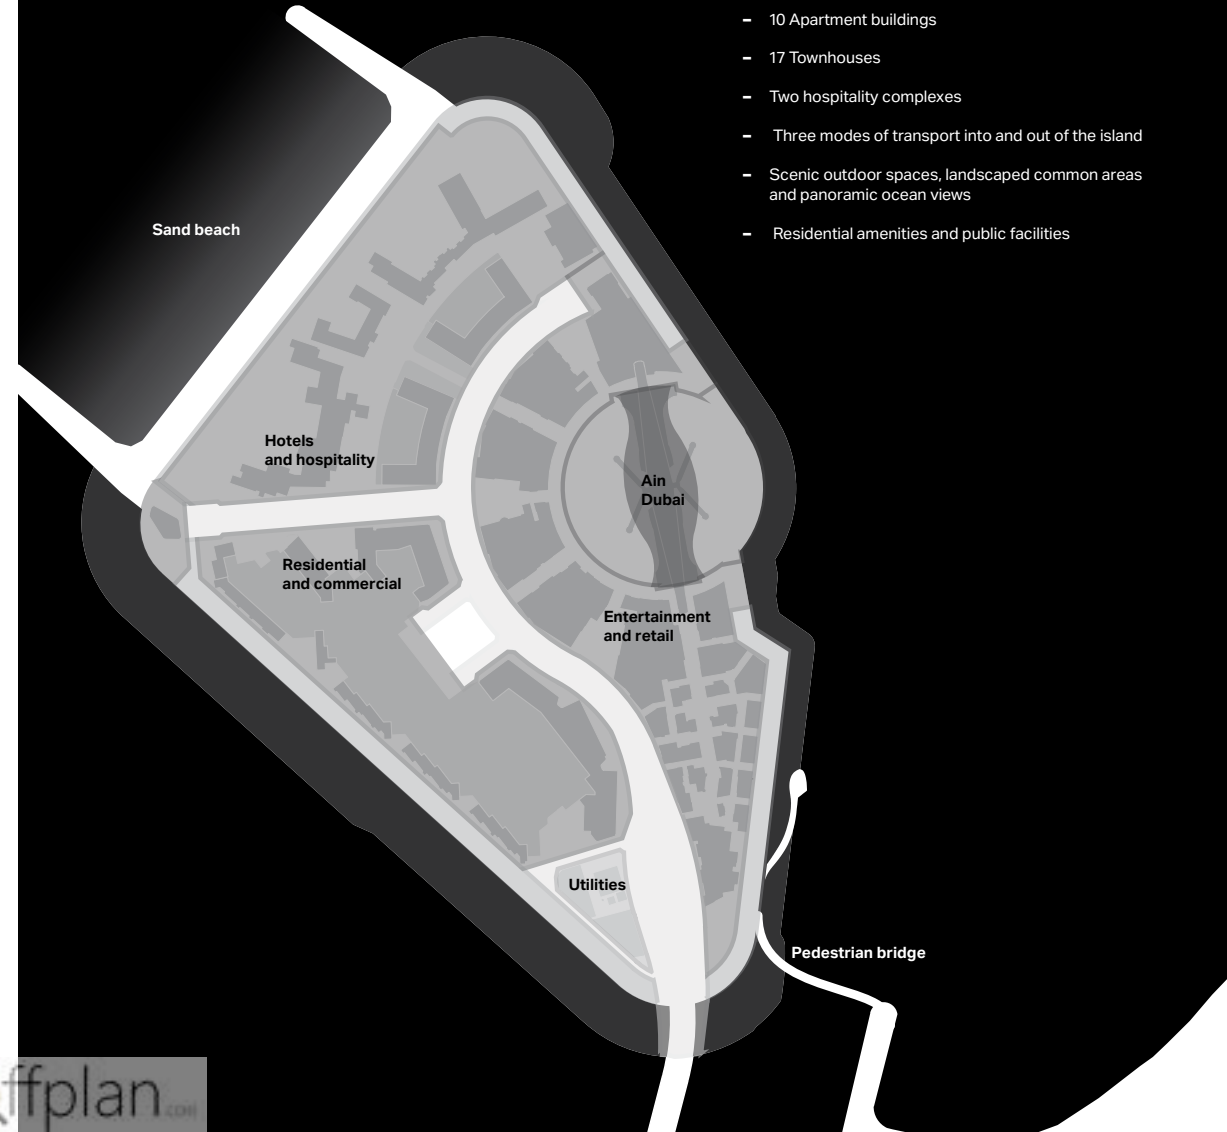 – 10 Apartment buildings
– 17 Townhouses
– Two hospitality complexes
– Three modes of transport into and out of the island
– Scenic outdoor spaces, landscaped common areas
and panoramic ocean views
– Residential amenities and public facilities
Sand beach
Hotels
and hospitality
Ain
Dubai
Residential
and commercial
Entertainment
and retail
Utilities
Pedestrian bridge
ffplan.com